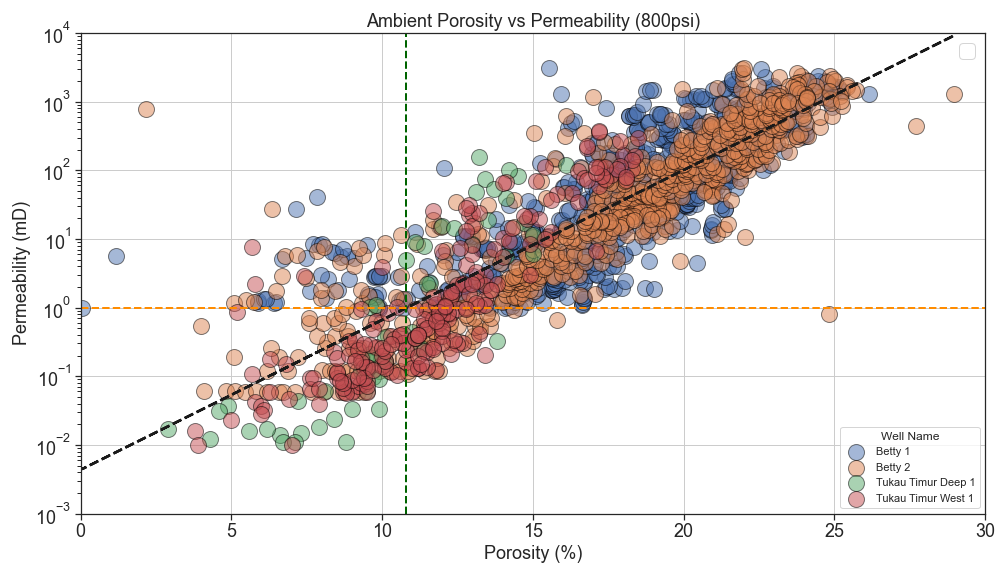 Ambient Porosity vs Permeability (800psi)
Permeability (mD)
10^4
10^3
10^2
10^1
10^0
10^-1
10^-2
10^-3
0 5 10 15 20 25 30
Porosity (%)
Well Name
Betty 1
Betty 2
Tukau Timur Deep 1
Tukau Timur West 1